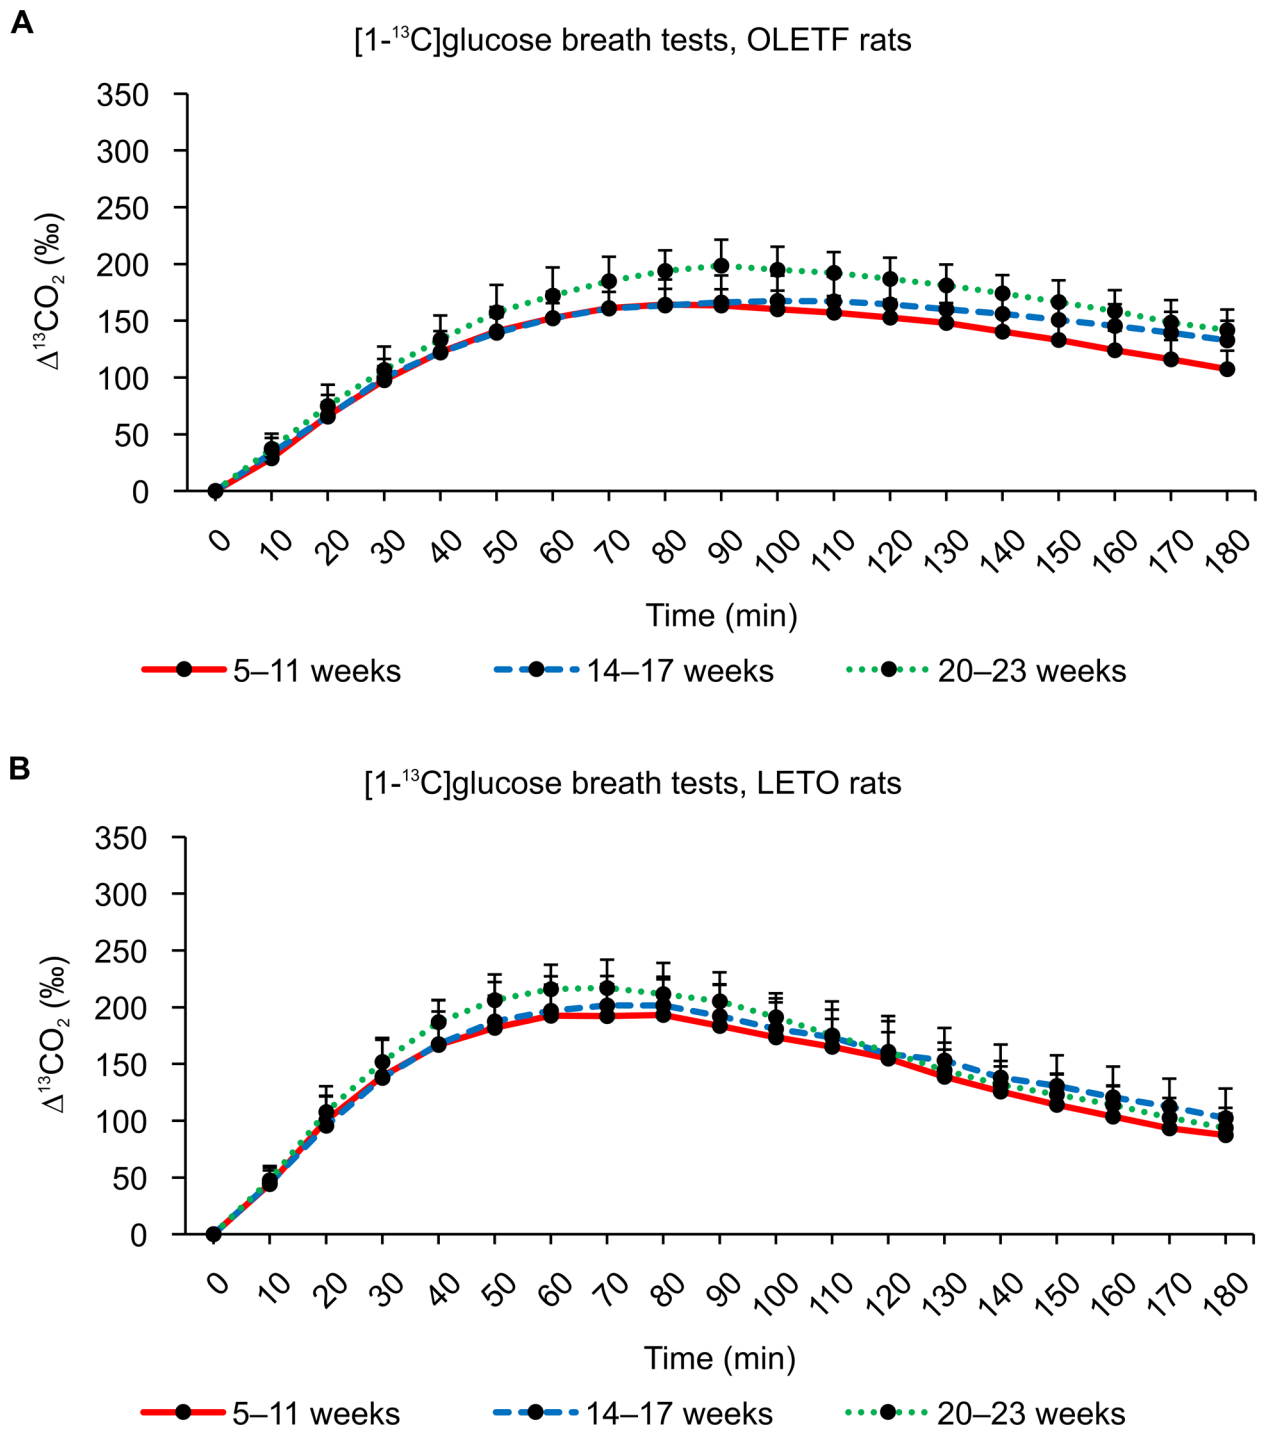 A
[1-¹³C]glucose breath tests, OLETF rats
350
300
250
200
150
100
50
0
Δ¹³CO₂ (‰)
0 10 20 30 40 50 60 70 80 90 100 110 120 130 140 150 160 170 180
Time (min)
5–11 weeks 14–17 weeks 20–23 weeks
B
[1-¹³C]glucose breath tests, LETO rats
350
300
250
200
150
100
50
0
Δ¹³CO₂ (‰)
0 10 20 30 40 50 60 70 80 90 100 110 120 130 140 150 160 170 180
Time (min)
5–11 weeks 14–17 weeks 20–23 weeks